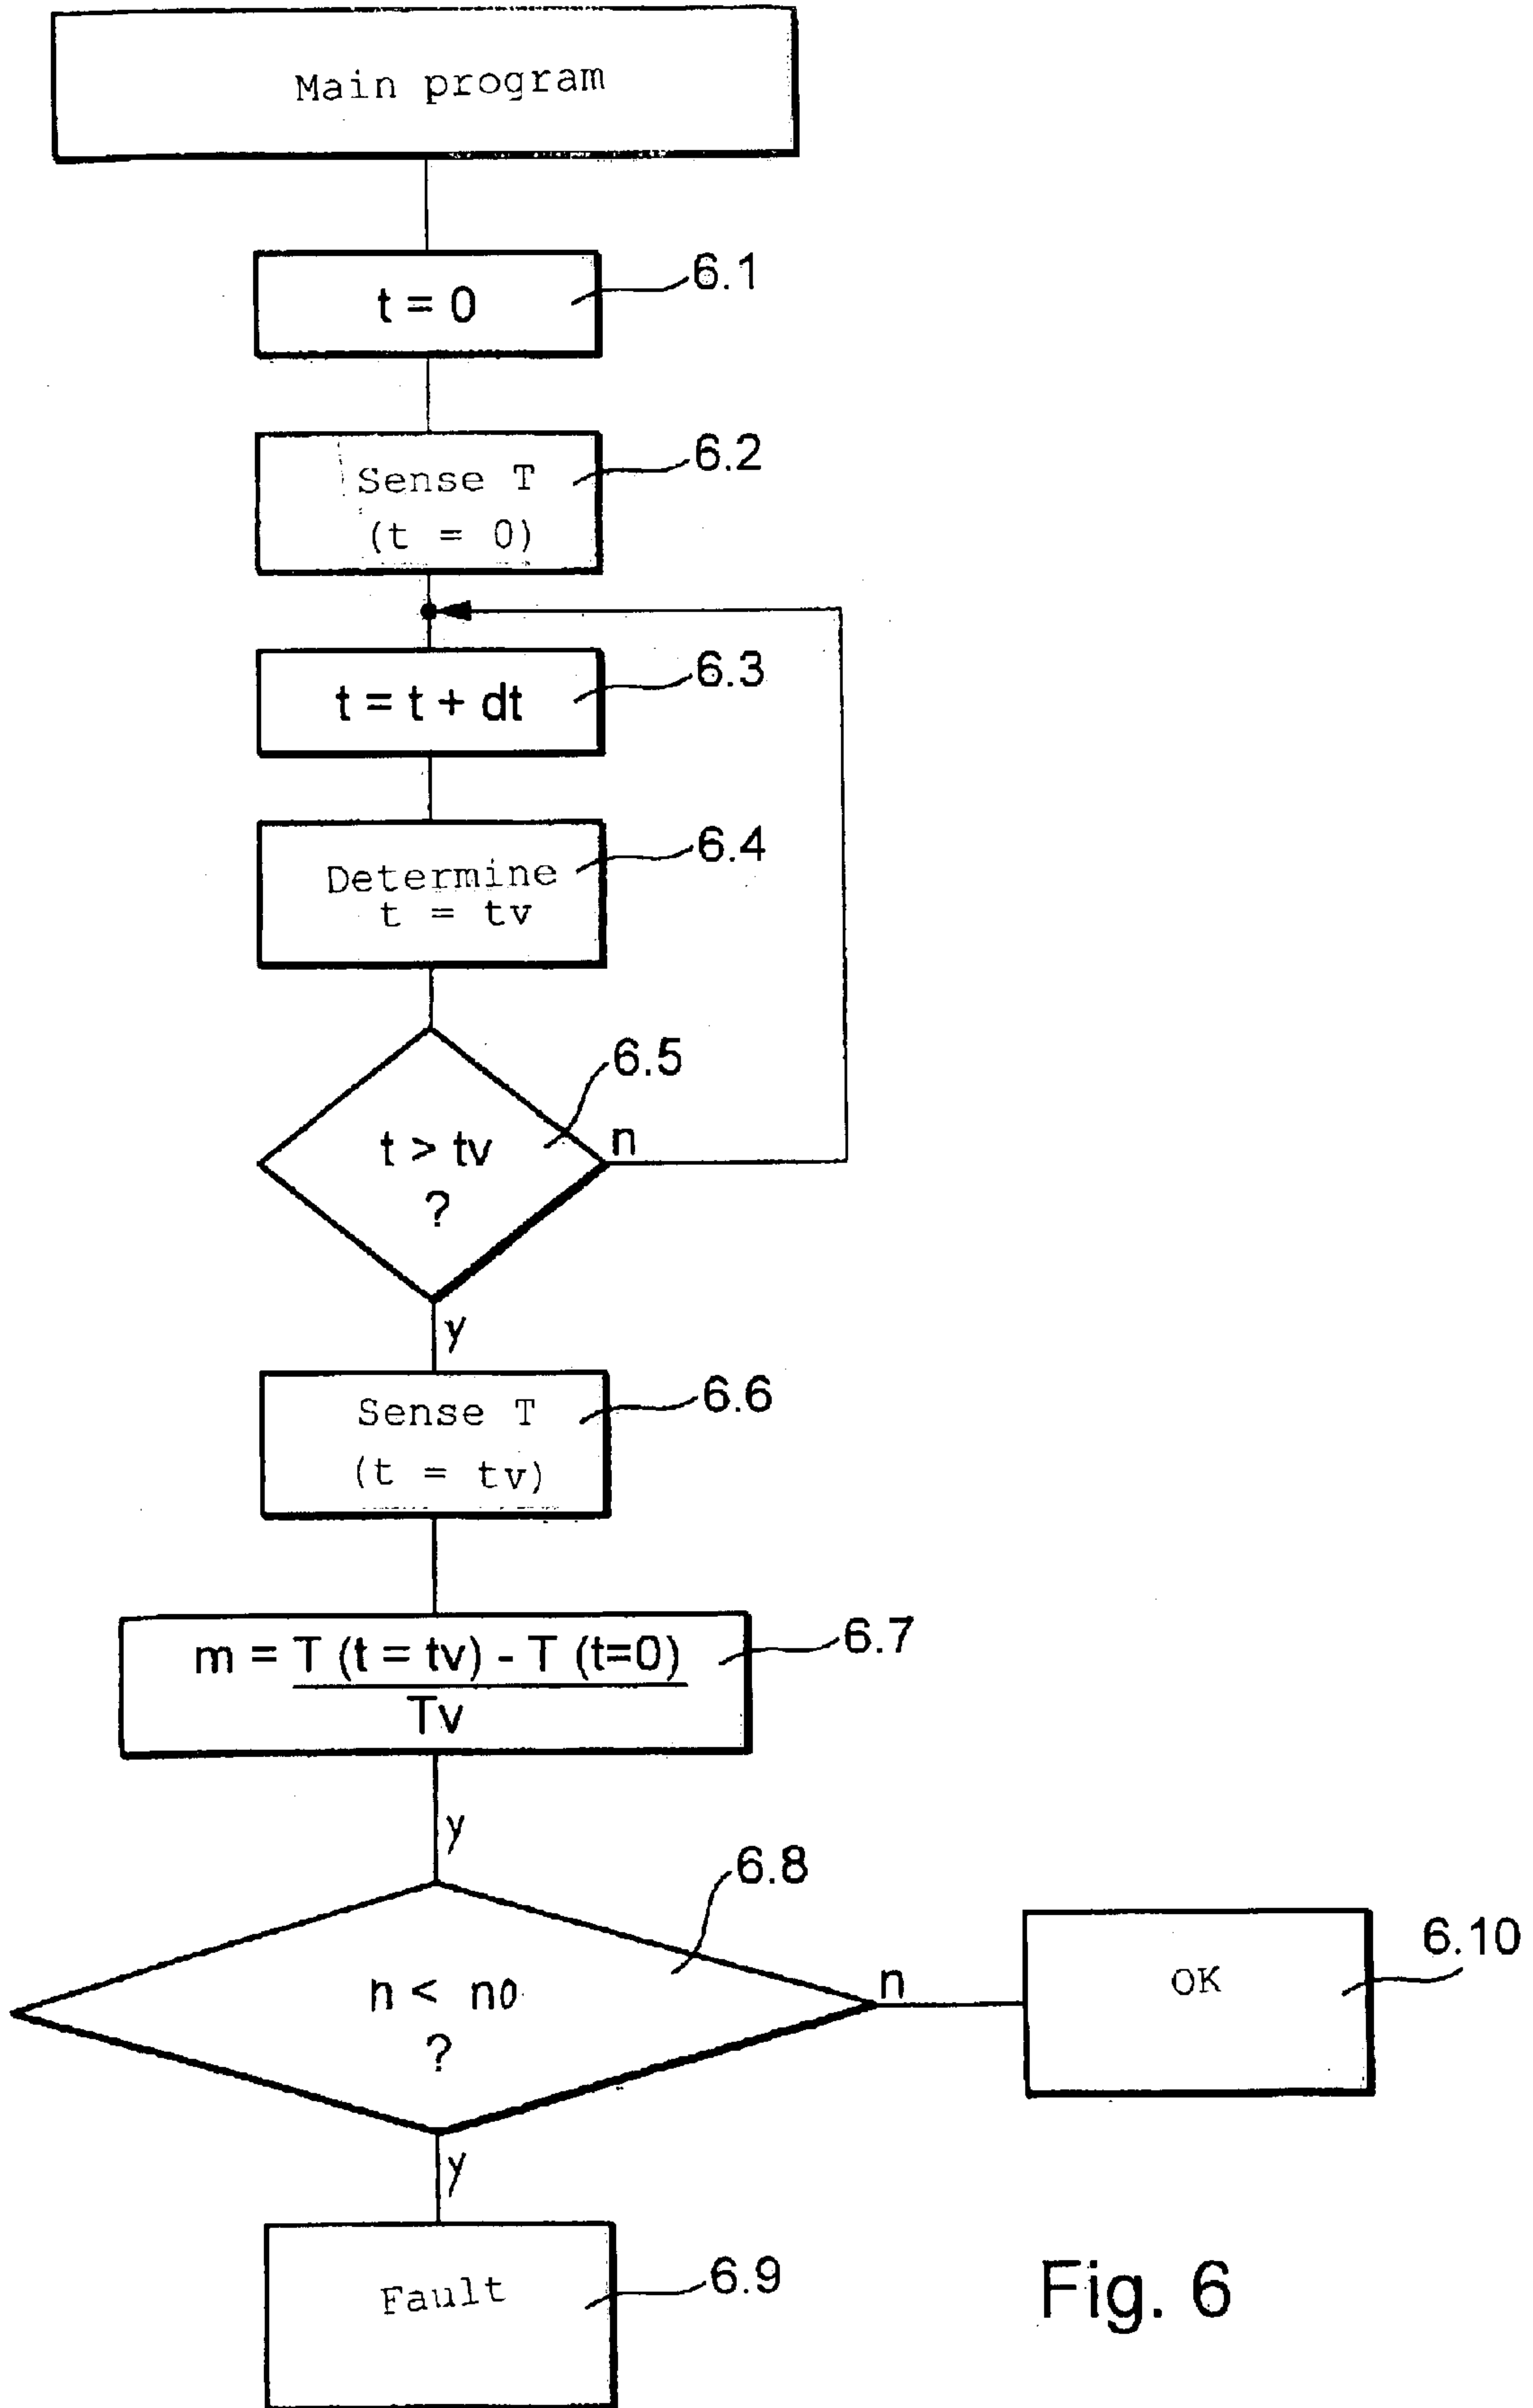 Main program
t = 0
6.1
Sense T
(t = 0)
6.2
t = t + dt
6.3
Determine
t = tv
6.4
t > tv
?
6.5
n
y
Sense T
(t = tv)
6.6
m = T (t = tv) - T (t=0)
Tv
6.7
y
h < n0
?
6.8
n
OK
6.10
y
Fault
6.9
Fig. 6